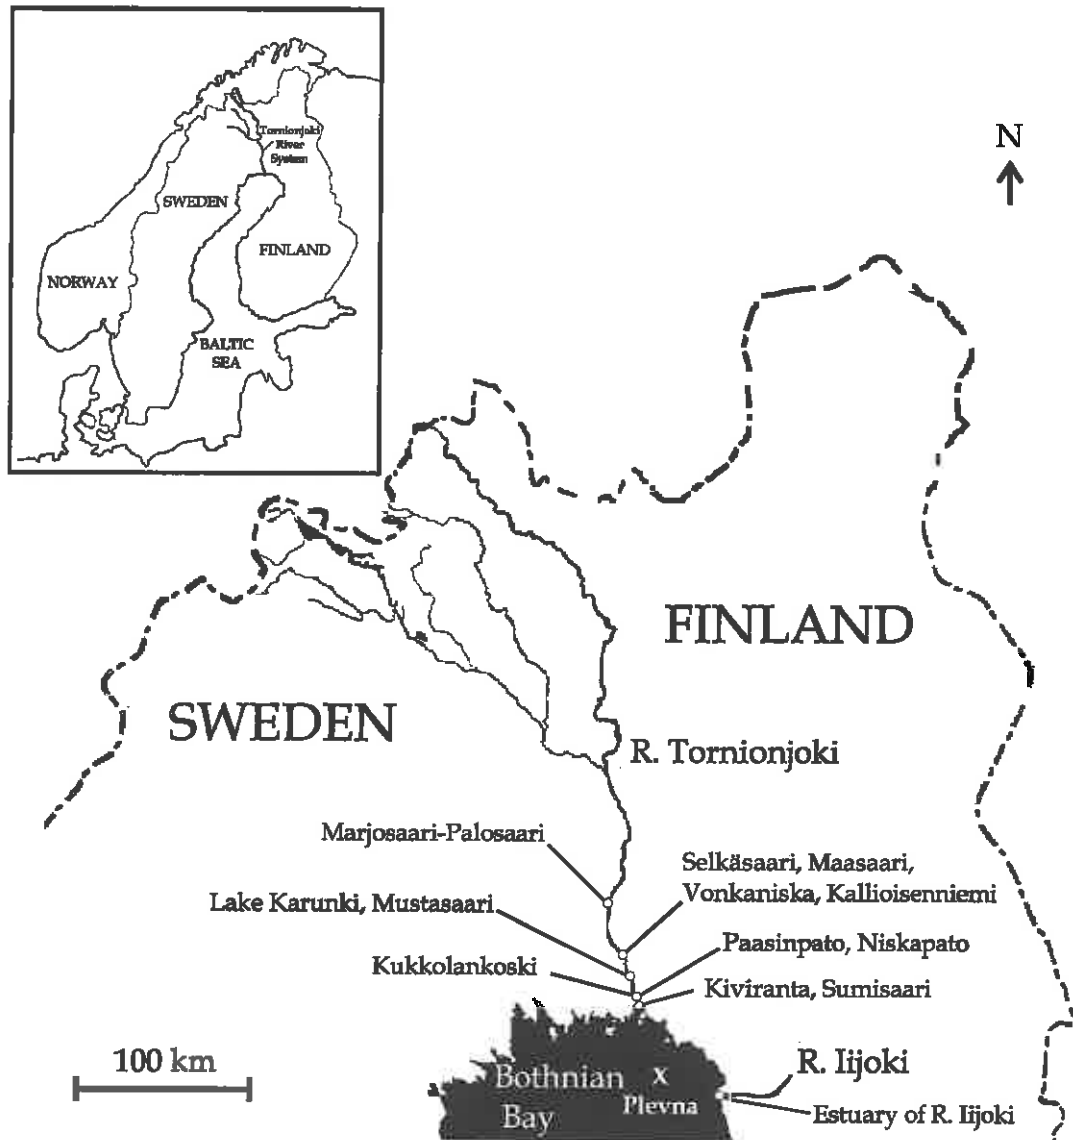 Tornionjoki
River
System
SWEDEN
FINLAND
NORWAY
BALTIC
SEA
N
FINLAND
SWEDEN
R. Tornionjoki
Marjosaari-Palosaari
Selkäsaari, Maasaari,
Vonkaniska, Kallioisenniemi
Lake Karunki, Mustasaari
Paasinpato, Niskapato
Kukkolankoski
Kiviranta, Sumisaari
100 km
Bothnian
Bay
X
Plevna
R. Iijoki
Estuary of R. Iijoki